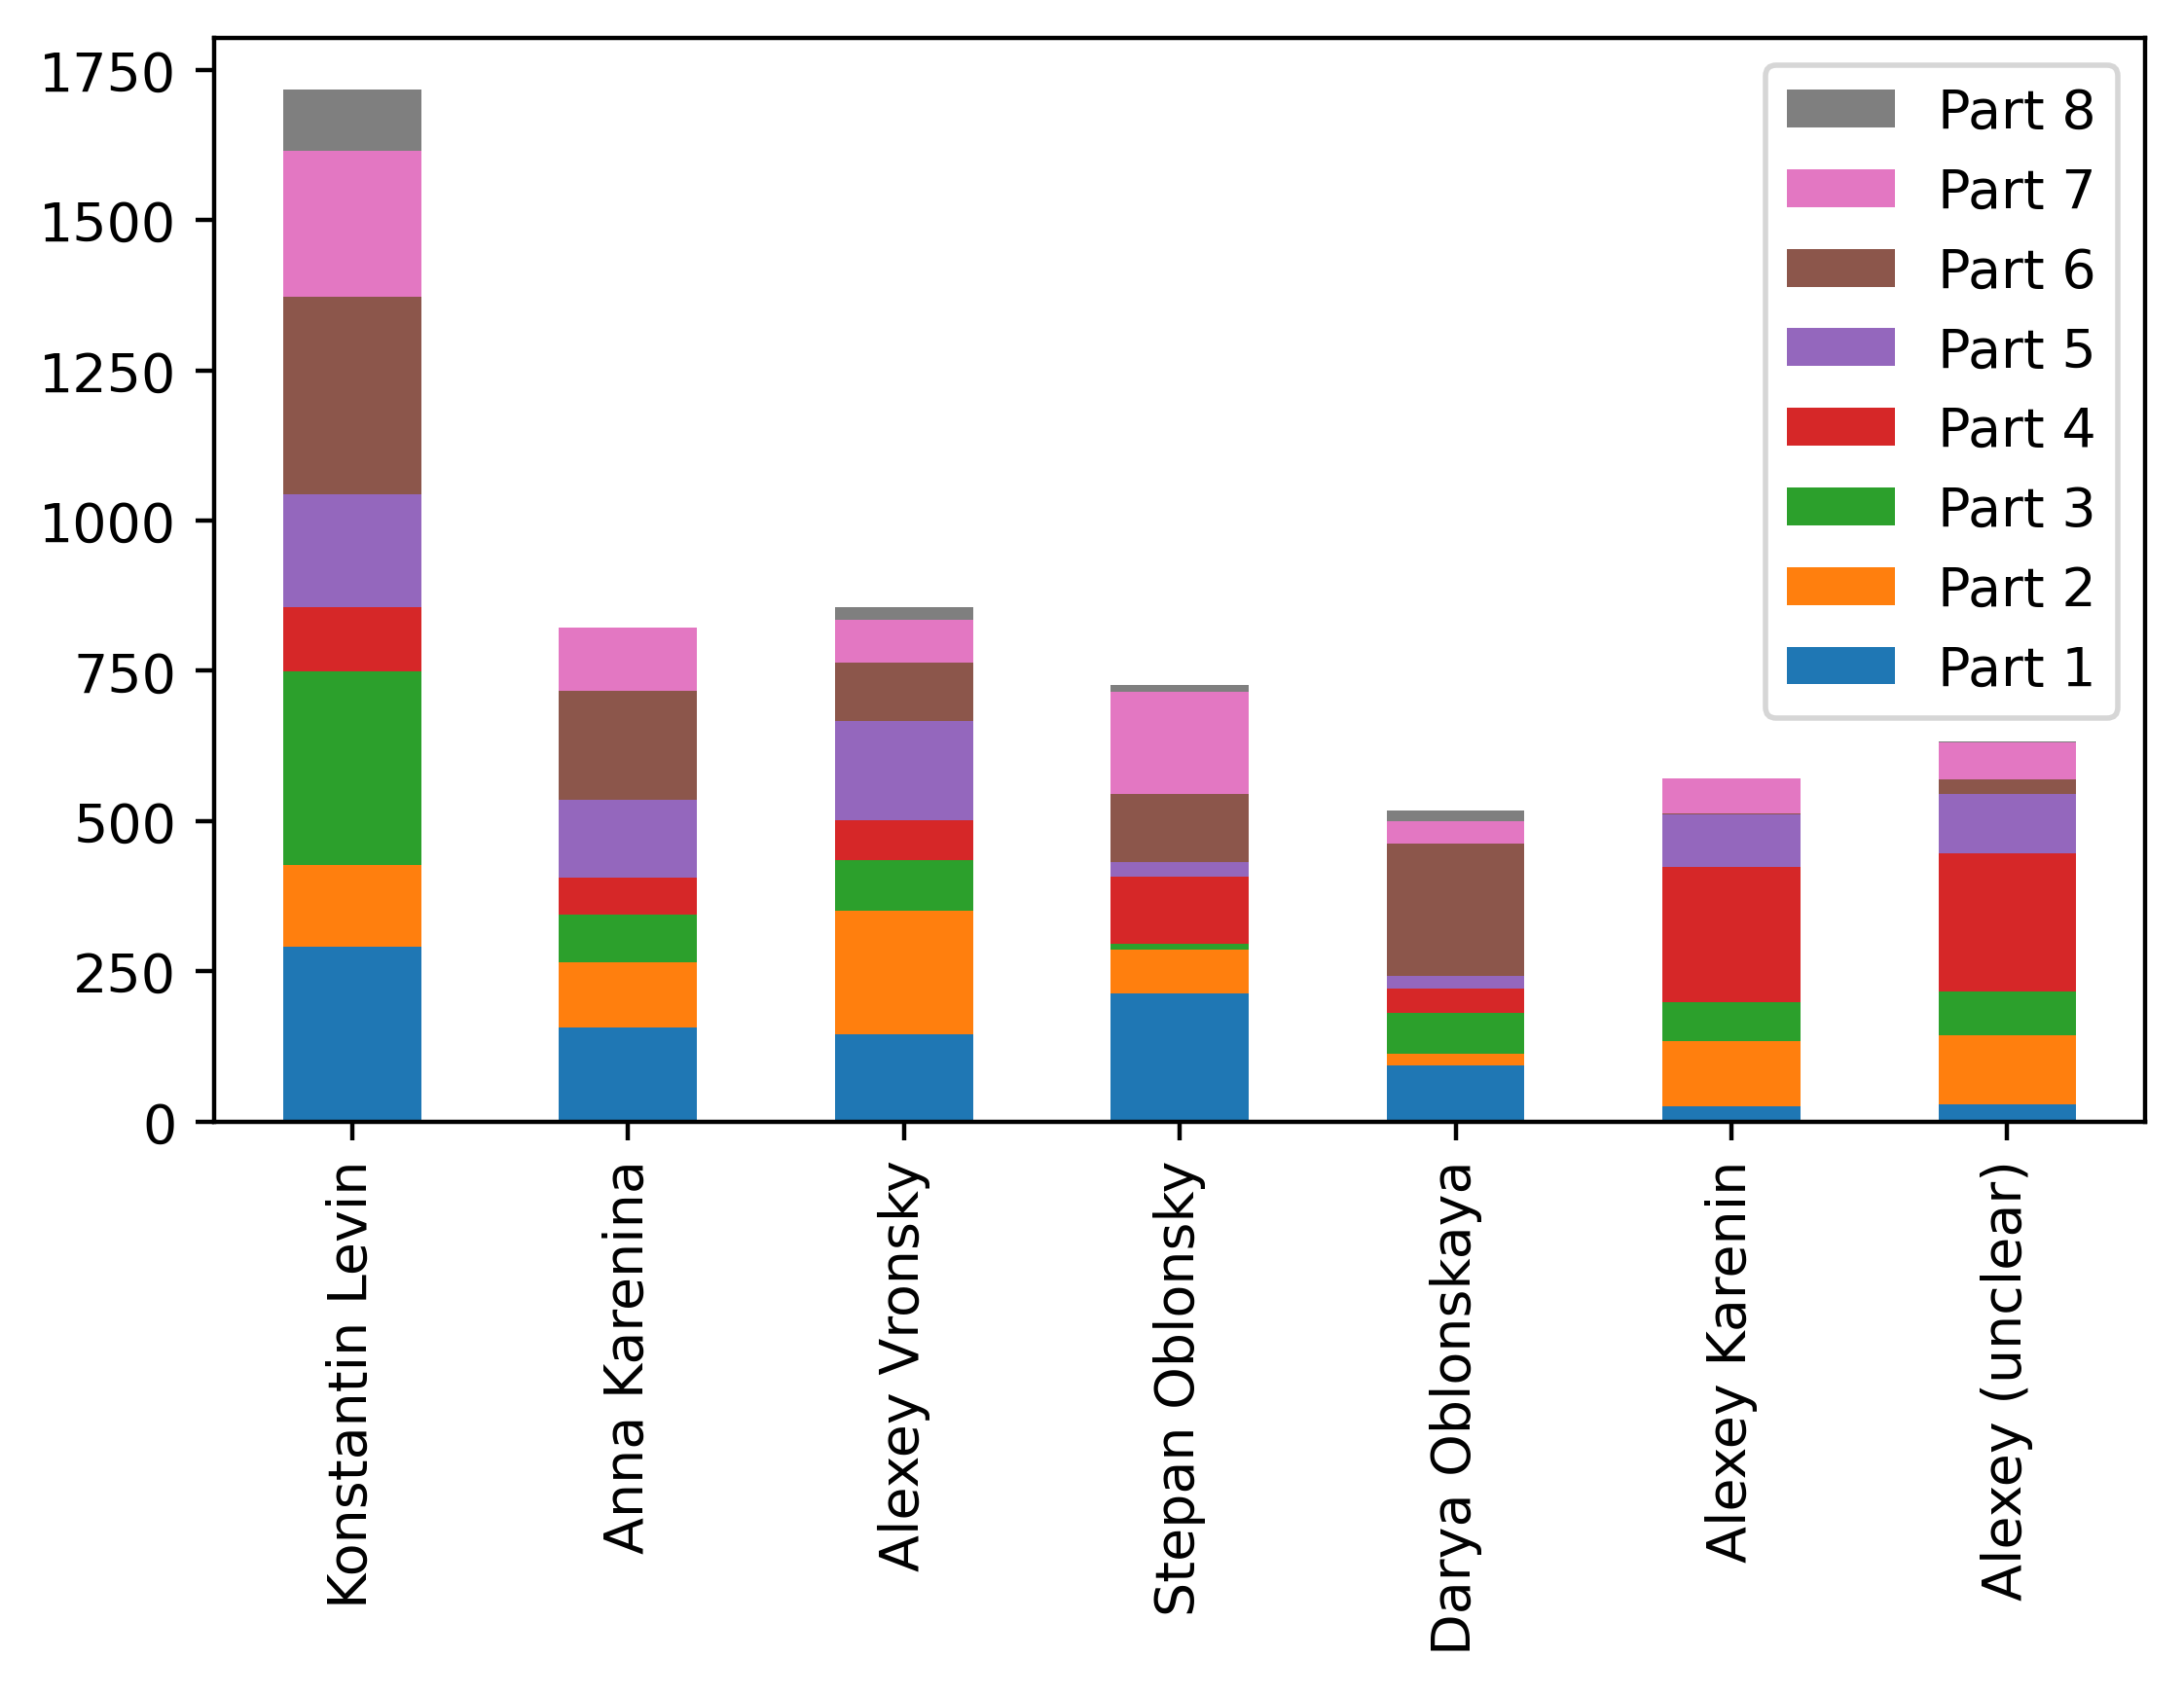 1750
1500
1250
1000
750
500
250
0
Part 8
Part 7
Part 6
Part 5
Part 4
Part 3
Part 2
Part 1
Konstantin Levin
Anna Karenina
Alexey Vronsky
Stepan Oblonsky
Darya Oblonskaya
Alexey Karenin
Alexey (unclear)